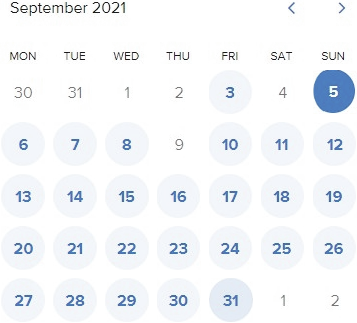 September 2021
MON TUE WED THU FRI SAT SUN
30 31 1 2 3 4 5
6 7 8 9 10 11 12
13 14 15 16 17 18 19
20 21 22 23 24 25 26
27 28 29 30 31 1 2